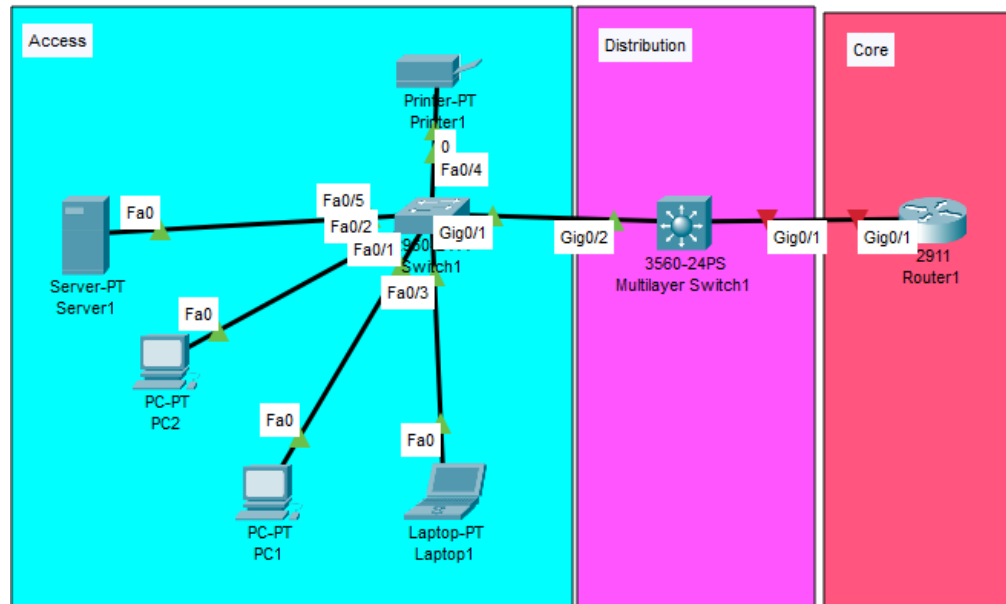 Access
Distribution
Core
Printer-PT
Printer1
0
Fa0/4
Fa0/5
Fa0
Fa0/2
Gig0/1
Gig0/2
Gig0/1
Gig0/1
Fa0/1
Switch1
2911
Router1
3560-24PS
Multilayer Switch1
Server-PT
Server1
Fa0/3
Fa0
PC-PT
PC2
Fa0
Fa0
PC-PT
PC1
Laptop-PT
Laptop1